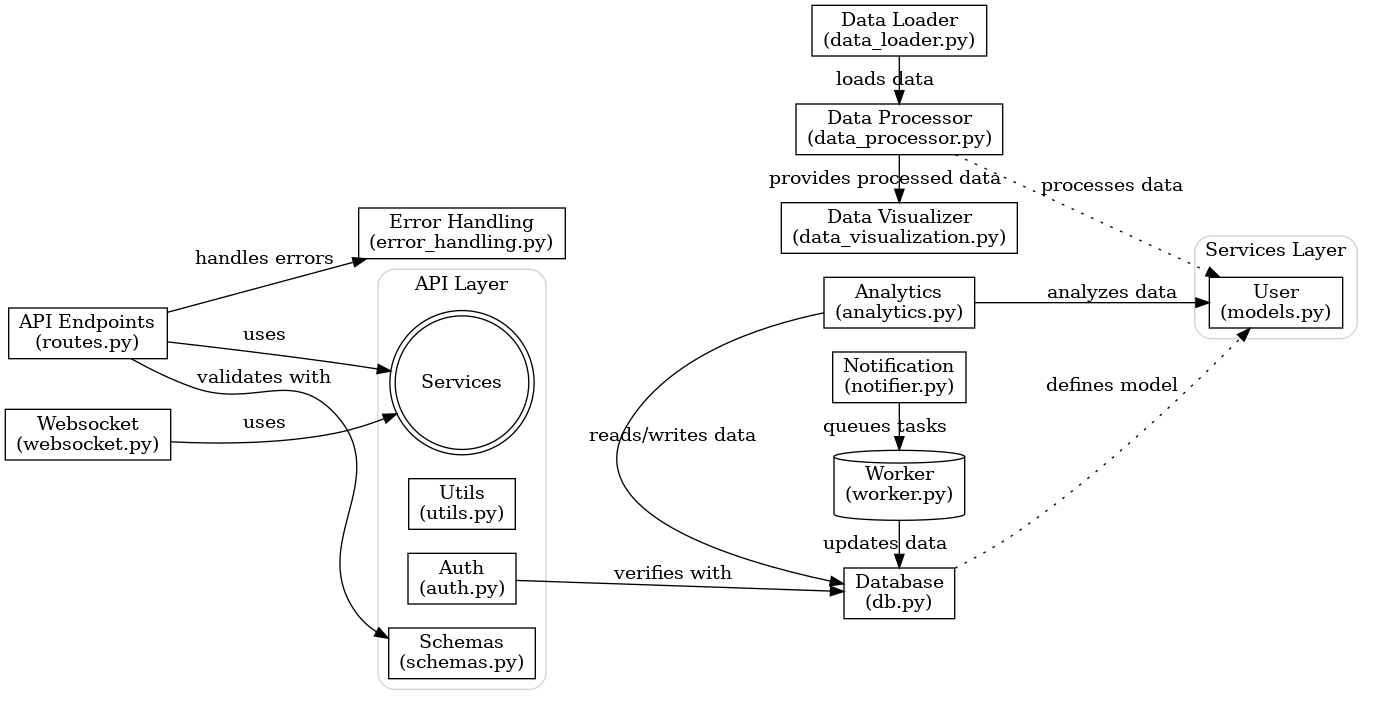 Data Loader
(data_loader.py)
loads data
Data Processor
(data_processor.py)
provides processed data
processes data
Data Visualizer
(data_visualization.py)
Error Handling
(error_handling.py)
handles errors
API Layer
Services Layer
User
(models.py)
Analytics
(analytics.py)
analyzes data
API Endpoints
(routes.py)
uses
validates with
Services
Notification
(notifier.py)
defines model
Websocket
(websocket.py)
uses
reads/writes data
queues tasks
Worker
(worker.py)
Utils
(utils.py)
updates data
Auth
(auth.py)
verifies with
Database
(db.py)
Schemas
(schemas.py)